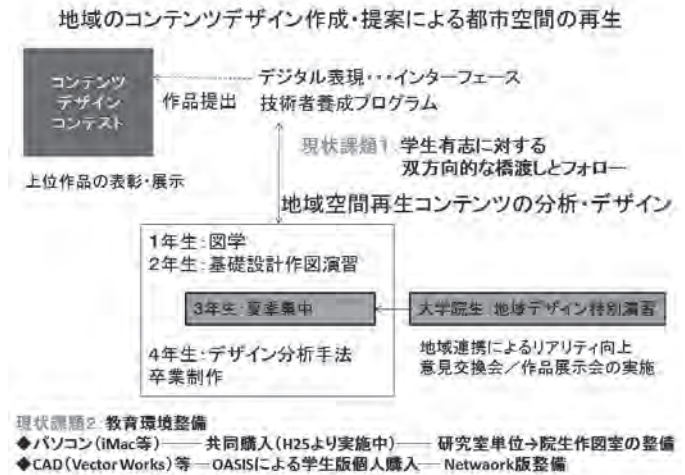 地域のコンテンツデザイン作成・提案による都市空間の再生
コンテンツ
デザイン
コンテスト
作品提出
デジタル表現・・・インターフェース
技術者養成プログラム
上位作品の表彰・展示
現状課題1 学生有志に対する
双方向的な橋渡しとフォロー
地域空間再生コンテンツの分析・デザイン
1年生:図学
2年生:基礎設計作図演習
3年生:夏季集中
4年生:デザイン分析手法
卒業制作
大学院生:地域デザイン特別演習
地域連携によるリアリティ向上
意見交換会/作品展示会の実施
現状課題2 教育環境整備
◆パソコン(iMac等)―― 共同購入(H25より実施中)―― 研究室単位→院生作図室の整備
◆CAD(VectorWorks)等―OASISによる学生版個人購入― Netwaork版整備